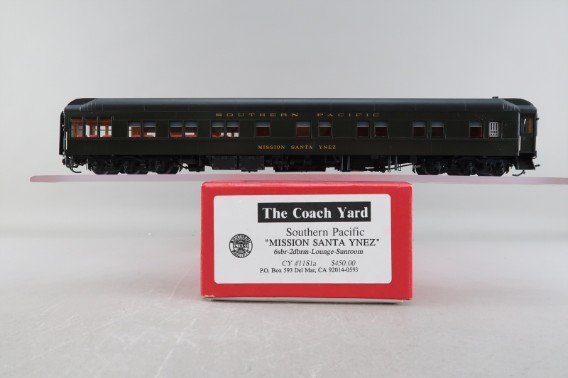 SOUTHERN PACIFIC
MISSION SANTA YNEZ
The Coach Yard
Southern Pacific
"MISSION SANTA YNEZ"
6sbr-2dbrm-Lounge-Sunroom
CY #1181a $450.00
P.O. Box 593 Del Mar, CA 92014-0593